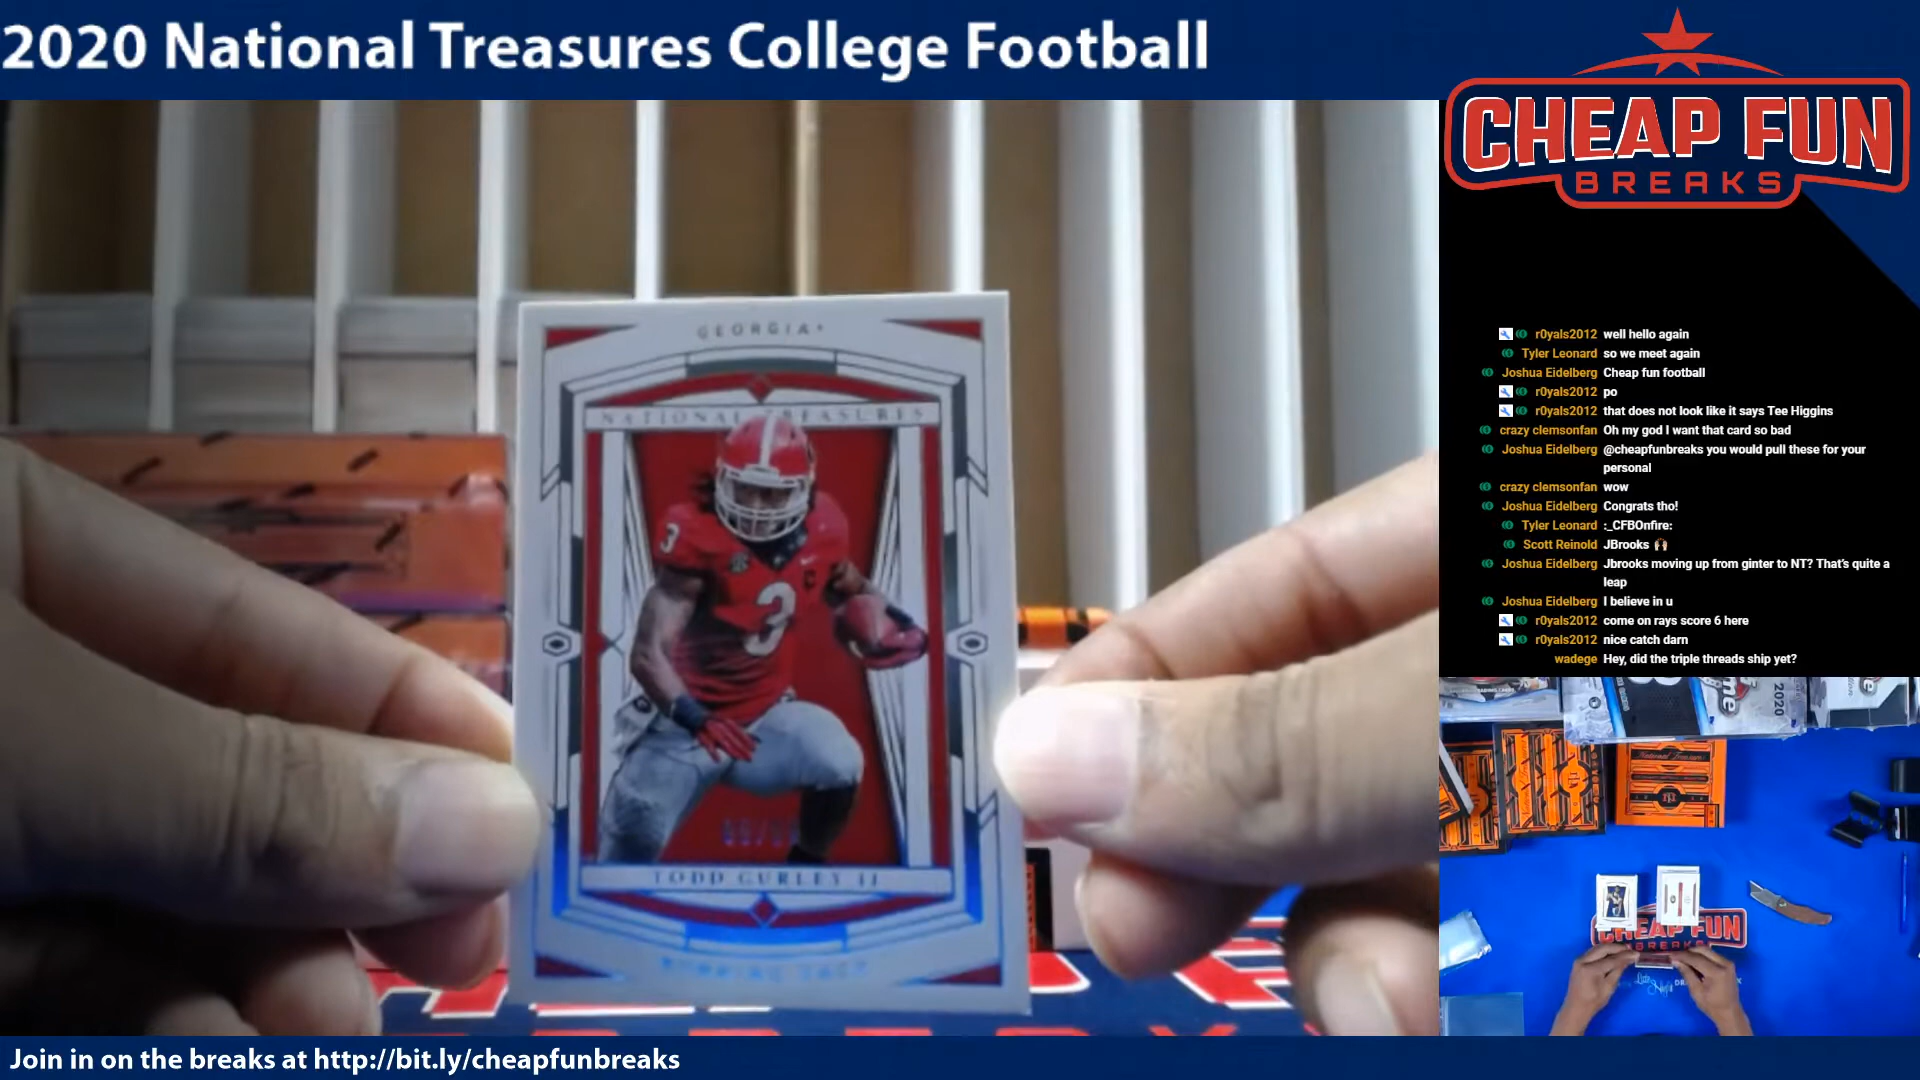 2020 National Treasures College Football
CHEAP FUN
BREAKS
GEORGIA
NATIONAL TREASURES
3
3
TODD GURLEY II
RUNNING BACK
r0yals2012 well hello again
Tyler Leonard so we meet again
Joshua Eidelberg Cheap fun football
r0yals2012 po
r0yals2012 that does not look like it says Tee Higgins
crazy clemsonfan Oh my god I want that card so bad
Joshua Eidelberg @cheapfunbreaks you would pull these for your
personal
crazy clemsonfan wow
Joshua Eidelberg Congrats tho!
Tyler Leonard :_CFBOnfire:
Scott Reinold JBrooks 🙌🏽
Joshua Eidelberg Jbrooks moving up from ginter to NT? That's quite a
leap
Joshua Eidelberg I believe in u
r0yals2012 come on rays score 6 here
r0yals2012 nice catch darn
wadege Hey, did the triple threads ship yet?
2020
CHEAP FUN
BREAKS
Join in on the breaks at http://bit.ly/cheapfunbreaks